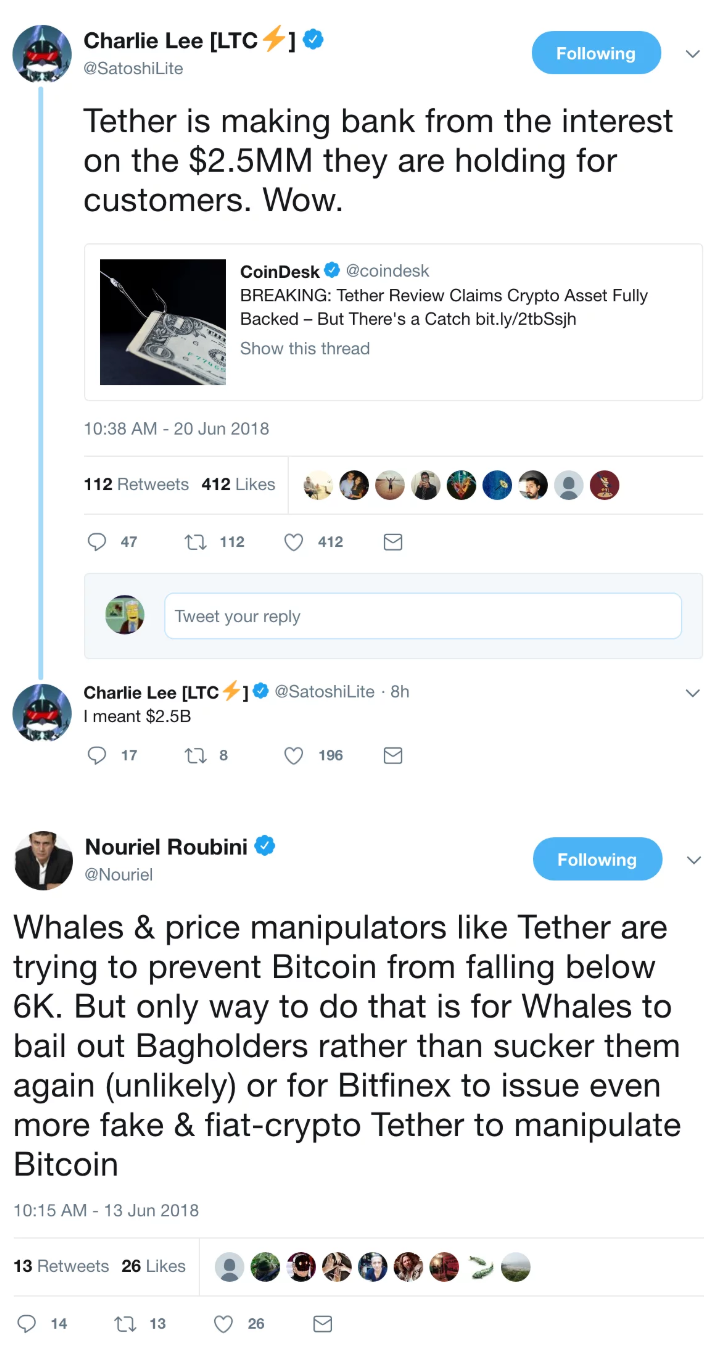 Charlie Lee [LTC⚡]
Following
@SatoshiLite
Tether is making bank from the interest
on the $2.5MM they are holding for
customers. Wow.
CoinDesk @coindesk
BREAKING: Tether Review Claims Crypto Asset Fully
Backed – But There's a Catch bit.ly/2tbSsjh
Show this thread
10:38 AM - 20 Jun 2018
112 Retweets 412 Likes
47 112 412
Tweet your reply
Charlie Lee [LTC⚡] @SatoshiLite · 8h
I meant $2.5B
17 8 196
Nouriel Roubini
Following
@Nouriel
Whales & price manipulators like Tether are
trying to prevent Bitcoin from falling below
6K. But only way to do that is for Whales to
bail out Bagholders rather than sucker them
again (unlikely) or for Bitfinex to issue even
more fake & fiat-crypto Tether to manipulate
Bitcoin
10:15 AM - 13 Jun 2018
13 Retweets 26 Likes
14 13 26